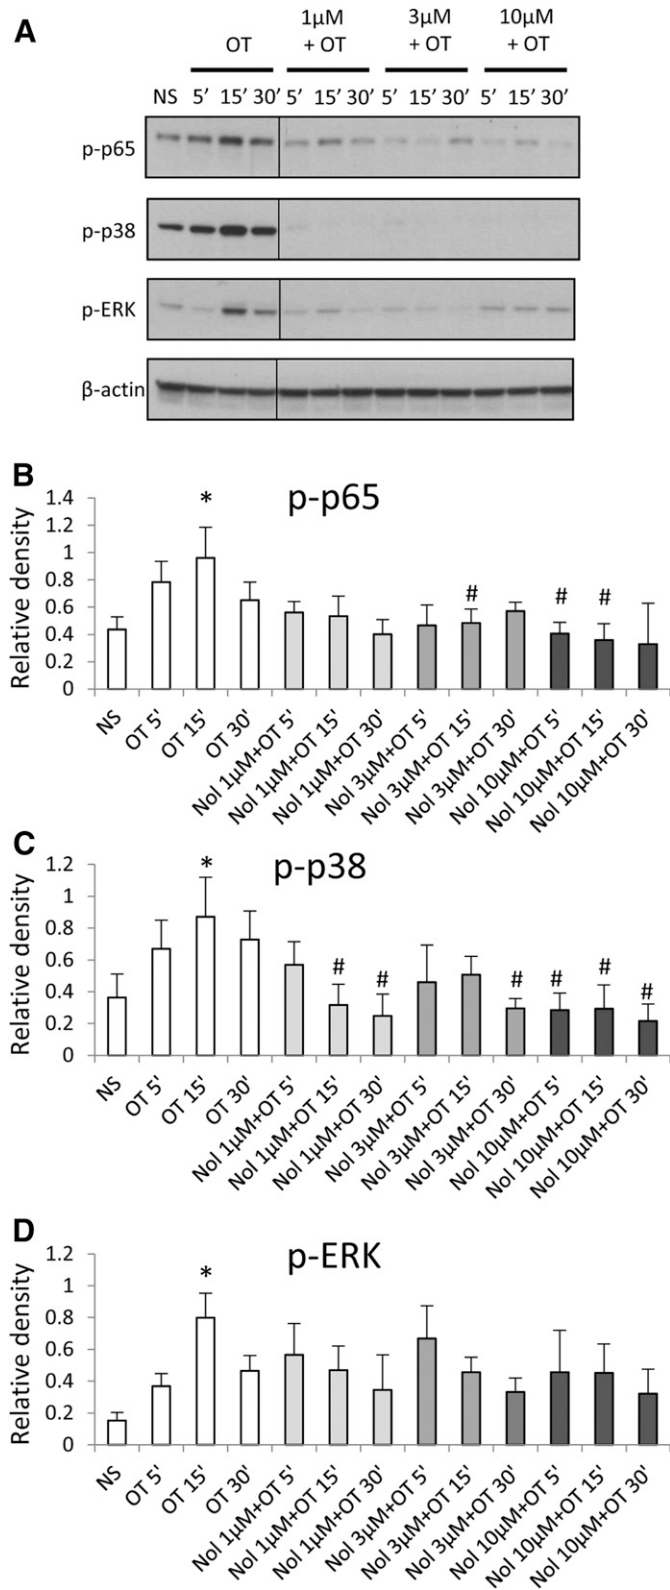 A
1µM 3µM 10µM
OT + OT + OT + OT
NS 5’ 15’ 30’ 5’ 15’ 30’ 5’ 15’ 30’ 5’ 15’ 30’
p-p65
p-p38
p-ERK
β-actin
B
p-p65
Relative density
1.4
1.2
1
0.8
0.6
0.4
0.2
0
*
# # #
NS
OT 5'
OT 15'
OT 30'
Nol 1µM+OT 5'
Nol 1µM+OT 15'
Nol 1µM+OT 30'
Nol 3µM+OT 5'
Nol 3µM+OT 15'
Nol 3µM+OT 30'
Nol 10µM+OT 5'
Nol 10µM+OT 15'
Nol 10µM+OT 30'
C
p-p38
Relative density
1.2
1
0.8
0.6
0.4
0.2
0
*
# # # # # #
NS
OT 5'
OT 15'
OT 30'
Nol 1µM+OT 5'
Nol 1µM+OT 15'
Nol 1µM+OT 30'
Nol 3µM+OT 5'
Nol 3µM+OT 15'
Nol 3µM+OT 30'
Nol 10µM+OT 5'
Nol 10µM+OT 15'
Nol 10µM+OT 30'
D
p-ERK
Relative density
1.2
1
0.8
0.6
0.4
0.2
0
*
NS
OT 5'
OT 15'
OT 30'
Nol 1µM+OT 5'
Nol 1µM+OT 15'
Nol 1µM+OT 30'
Nol 3µM+OT 5'
Nol 3µM+OT 15'
Nol 3µM+OT 30'
Nol 10µM+OT 5'
Nol 10µM+OT 15'
Nol 10µM+OT 30'